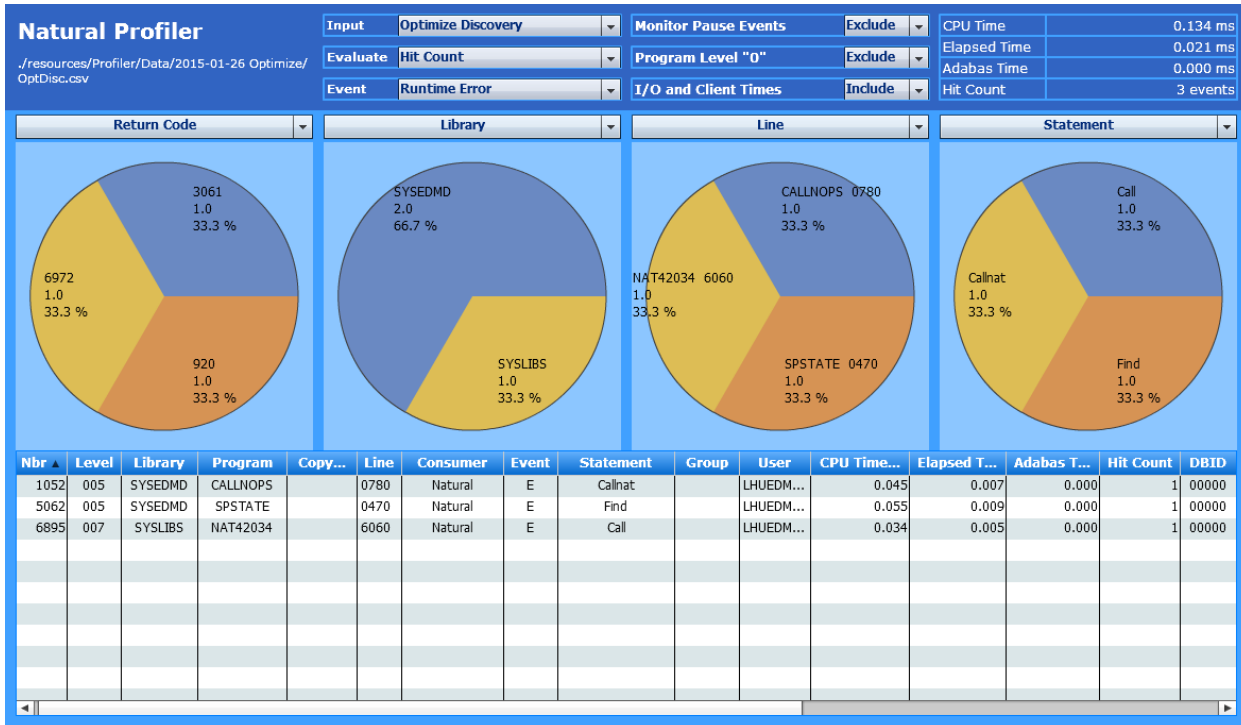 Natural Profiler
./resources/Profiler/Data/2015-01-26 Optimize/
OptDisc.csv
Input Optimize Discovery
Evaluate Hit Count
Event Runtime Error
Monitor Pause Events Exclude
Program Level "0" Exclude
I/O and Client Times Include
CPU Time 0.134 ms
Elapsed Time 0.021 ms
Adabas Time 0.000 ms
Hit Count 3 events
Return Code
3061
1.0
33.3 %
6972
1.0
33.3 %
920
1.0
33.3 %
Library
SYSEDMD
2.0
66.7 %
SYSLIBS
1.0
33.3 %
Line
CALLNOPS 0780
1.0
33.3 %
NAT42034 6060
1.0
33.3 %
SPSTATE 0470
1.0
33.3 %
Statement
Call
1.0
33.3 %
Callnat
1.0
33.3 %
Find
1.0
33.3 %
Nbr Level Library Program Copy... Line Consumer Event Statement Group User CPU Time... Elapsed T... Adabas T... Hit Count DBID
1052 005 SYSEDMD CALLNOPS 0780 Natural E Callnat LHUEDM... 0.045 0.007 0.000 1 00000
5062 005 SYSEDMD SPSTATE 0470 Natural E Find LHUEDM... 0.055 0.009 0.000 1 00000
6895 007 SYSLIBS NAT42034 6060 Natural E Call LHUEDM... 0.034 0.005 0.000 1 00000